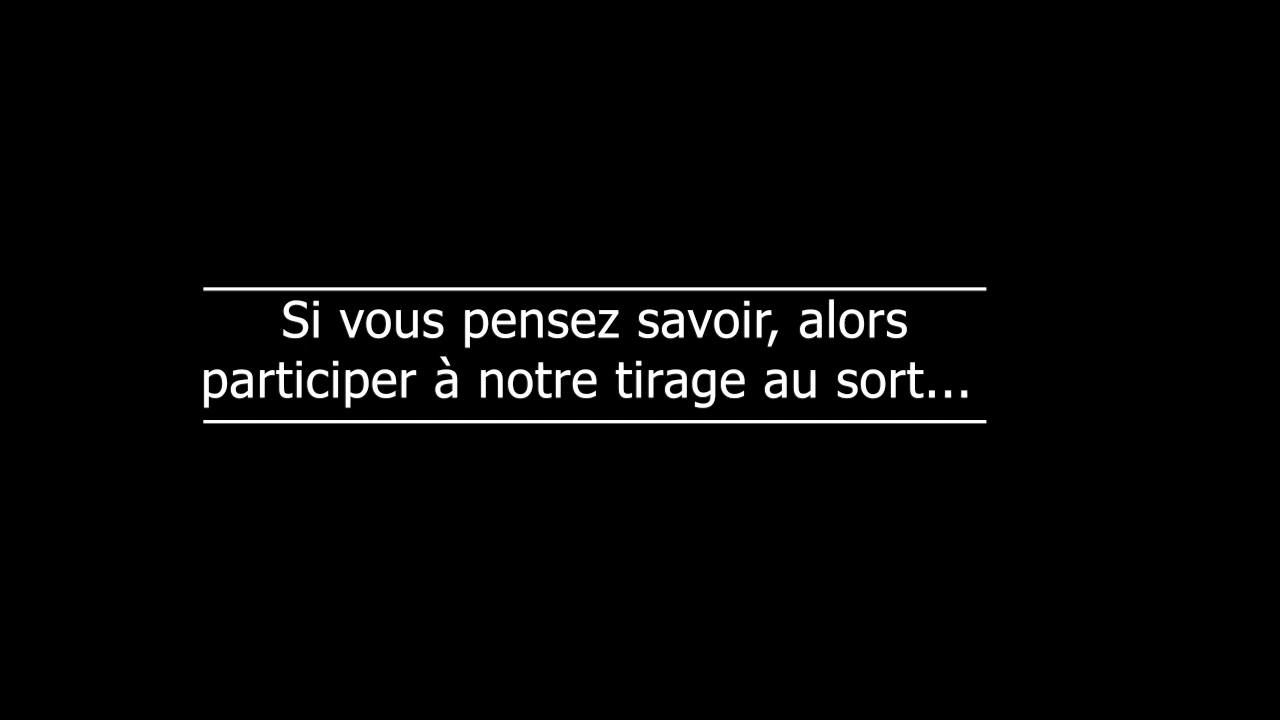 Si vous pensez savoir, alors
participer à notre tirage au sort...